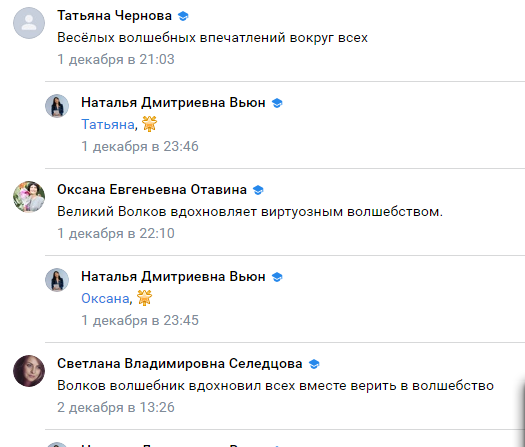 Татьяна Чернова
Весёлых волшебных впечатлений вокруг всех
1 декабря в 21:03
Наталья Дмитриевна Вьюн
Татьяна,
1 декабря в 23:46
Оксана Евгеньевна Отавина
Великий Волков вдохновляет виртуозным волшебством.
1 декабря в 22:10
Наталья Дмитриевна Вьюн
Оксана,
1 декабря в 23:45
Светлана Владимировна Селедцова
Волков волшебник вдохновил всех вместе верить в волшебство
2 декабря в 13:26